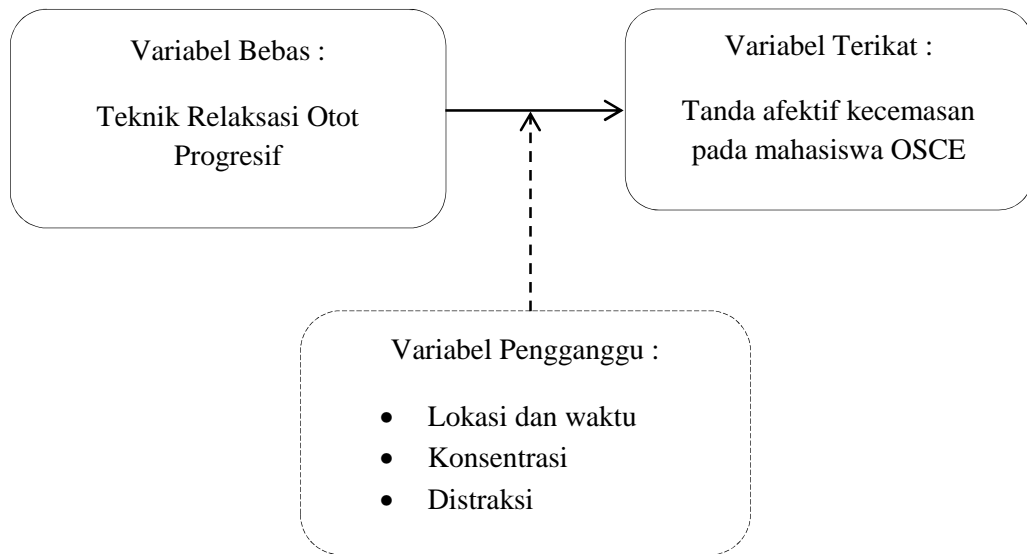 Variabel Bebas :
Teknik Relaksasi Otot
Progresif
Variabel Terikat :
Tanda afektif kecemasan
pada mahasiswa OSCE
Variabel Pengganggu :
• Lokasi dan waktu
• Konsentrasi
• Distraksi